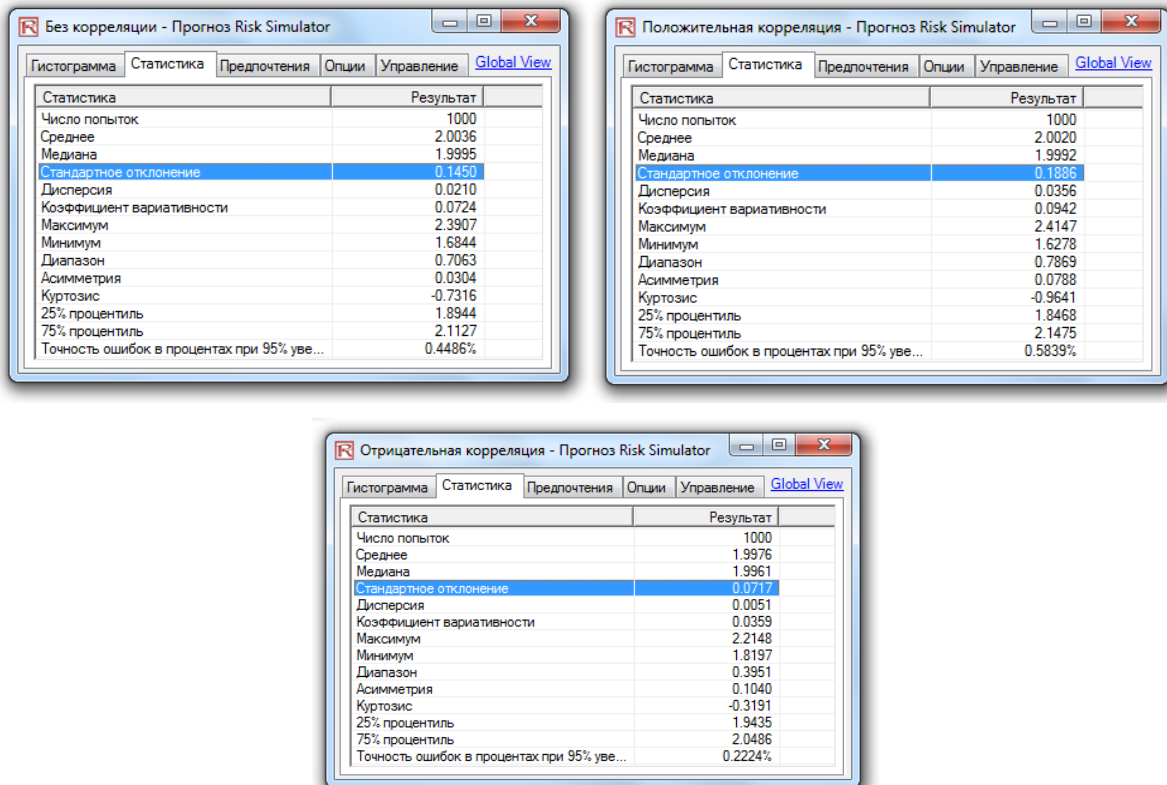 Без корреляции - Прогноз Risk Simulator
Гистограмма Статистика Предпочтения Опции Управление Global View
Статистика Результат
Число попыток 1000
Среднее 2.0036
Медиана 1.9995
Стандартное отклонение 0.1450
Дисперсия 0.0210
Коэффициент вариативности 0.0724
Максимум 2.3907
Минимум 1.6844
Диапазон 0.7063
Асимметрия 0.0304
Куртозис -0.7316
25% процентиль 1.8944
75% процентиль 2.1127
Точность ошибок в процентах при 95% уве... 0.4486%
Положительная корреляция - Прогноз Risk Simulator
Гистограмма Статистика Предпочтения Опции Управление Global View
Статистика Результат
Число попыток 1000
Среднее 2.0020
Медиана 1.9992
Стандартное отклонение 0.1886
Дисперсия 0.0356
Коэффициент вариативности 0.0942
Максимум 2.4147
Минимум 1.6278
Диапазон 0.7869
Асимметрия 0.0788
Куртозис -0.9641
25% процентиль 1.8468
75% процентиль 2.1475
Точность ошибок в процентах при 95% уве... 0.5839%
Отрицательная корреляция - Прогноз Risk Simulator
Гистограмма Статистика Предпочтения Опции Управление Global View
Статистика Результат
Число попыток 1000
Среднее 1.9976
Медиана 1.9961
Стандартное отклонение 0.0717
Дисперсия 0.0051
Коэффициент вариативности 0.0359
Максимум 2.2148
Минимум 1.8197
Диапазон 0.3951
Асимметрия 0.1040
Куртозис -0.3191
25% процентиль 1.9435
75% процентиль 2.0486
Точность ошибок в процентах при 95% уве... 0.2224%